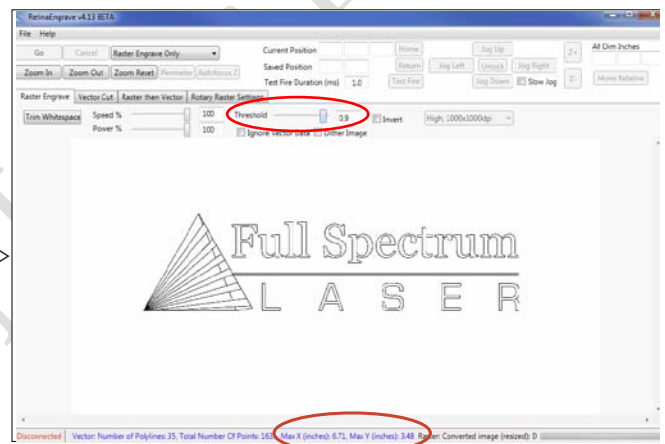 RetinaEngrave v4.13 BETA
File Help
Go Cancel Raster Engrave Only Current Position Home Jog Up Z+ All Dim Inches
Saved Position Return Jog Left Unlock Jog Right
Zoom In Zoom Out Zoom Reset Perimeter Autofocus Z Test Fire Duration (ms) 1.0 Test Fire Jog Down Slow Jog Z- Move Relative
Raster Engrave Vector Cut Raster then Vector Rotary Raster Settings
Trim Whitespace Speed % 100 Threshold 0.9 Invert High, 1000x1000dpi
Power % 100 Ignore Vector Data Dither Image
Full Spectrum
LASER
Disconnected Vector: Number of Polylines: 35, Total Number Of Points: Max X (inches): 6.71, Max Y (inches): 3.48 Raster: Converted image (resized): 0